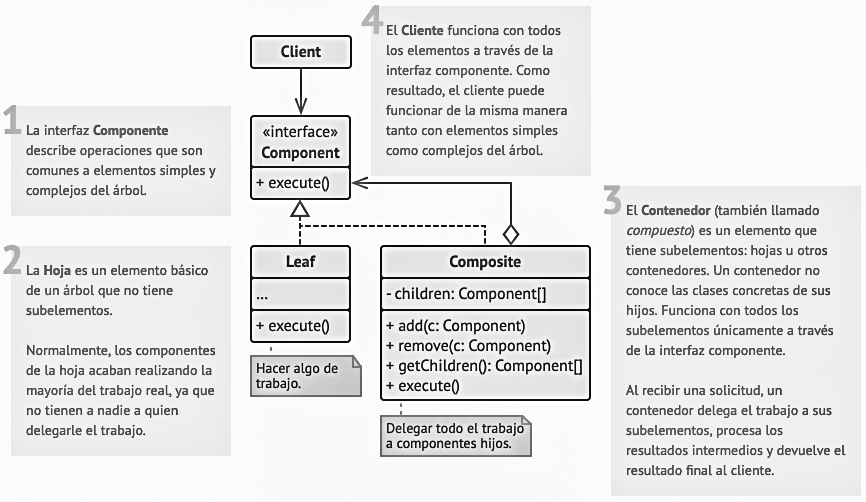 4
El Cliente funciona con todos
los elementos a través de la
interfaz componente. Como
resultado, el cliente puede
funcionar de la misma manera
tanto con elementos simples
como complejos del árbol.
Client
1
La interfaz Componente
describe operaciones que son
comunes a elementos simples y
complejos del árbol.
«interface»
Component
+ execute()
2
La Hoja es un elemento básico
de un árbol que no tiene
subelementos.
Normalmente, los componentes
de la hoja acaban realizando la
mayoría del trabajo real, ya que
no tienen a nadie a quien
delegarle el trabajo.
Leaf
...
+ execute()
Hacer algo de
trabajo.
Composite
- children: Component[]
+ add(c: Component)
+ remove(c: Component)
+ getChildren(): Component[]
+ execute()
Delegar todo el trabajo
a componentes hijos.
3
El Contenedor (también llamado
compuesto) es un elemento que
tiene subelementos: hojas u otros
contenedores. Un contenedor no
conoce las clases concretas de sus
hijos. Funciona con todos los
subelementos únicamente a través
de la interfaz componente.
Al recibir una solicitud, un
contenedor delega el trabajo a sus
subelementos, procesa los
resultados intermedios y devuelve el
resultado final al cliente.